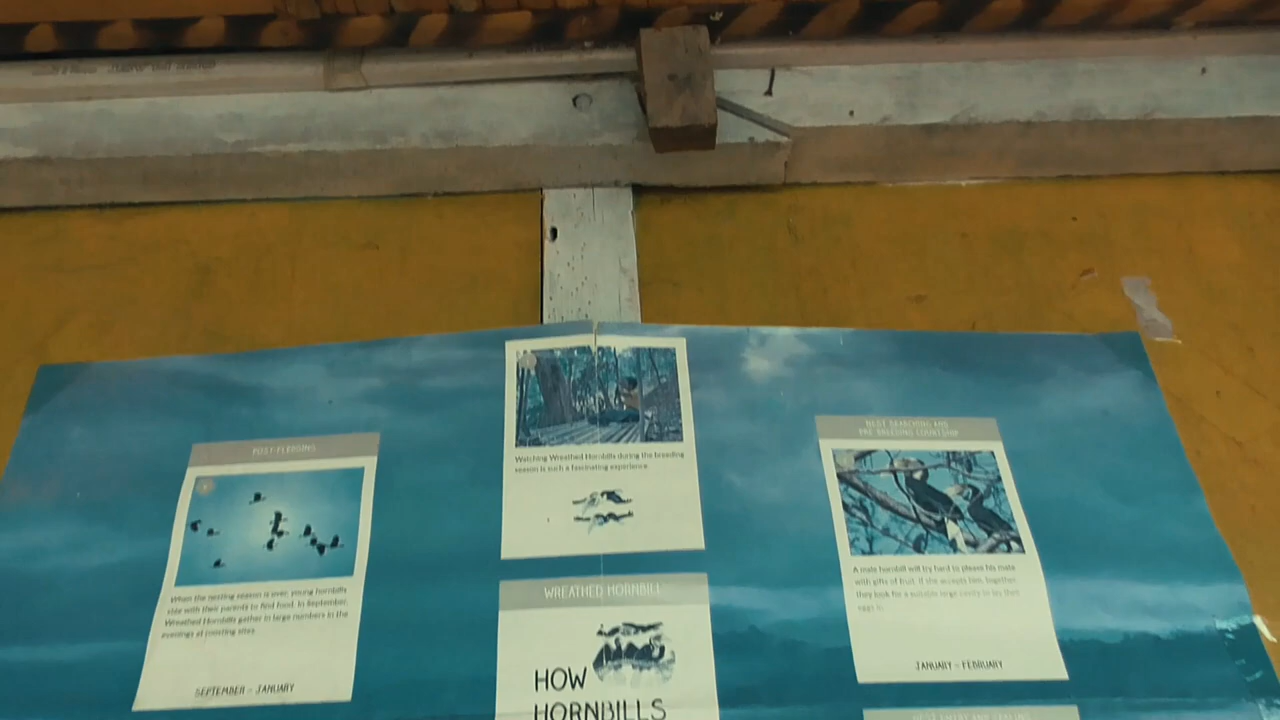 POST-FLEDGING
When the nesting season is over, young hornbills
stay with their parents to find food. In September,
Wreathed Hornbills gather in large numbers in the
evenings at roosting sites.
SEPTEMBER - JANUARY
Watching Wreathed Hornbills during the breeding
season is such a fascinating experience.
WREATHED HORNBILL
HOW
HORNBILLS
NEST SEARCHING AND
PRE-BREEDING COURTSHIP
A male hornbill will try hard to please his mate
with gifts of fruit. If she accepts him, together
they look for a suitable large cavity to lay their
eggs in.
JANUARY - FEBRUARY